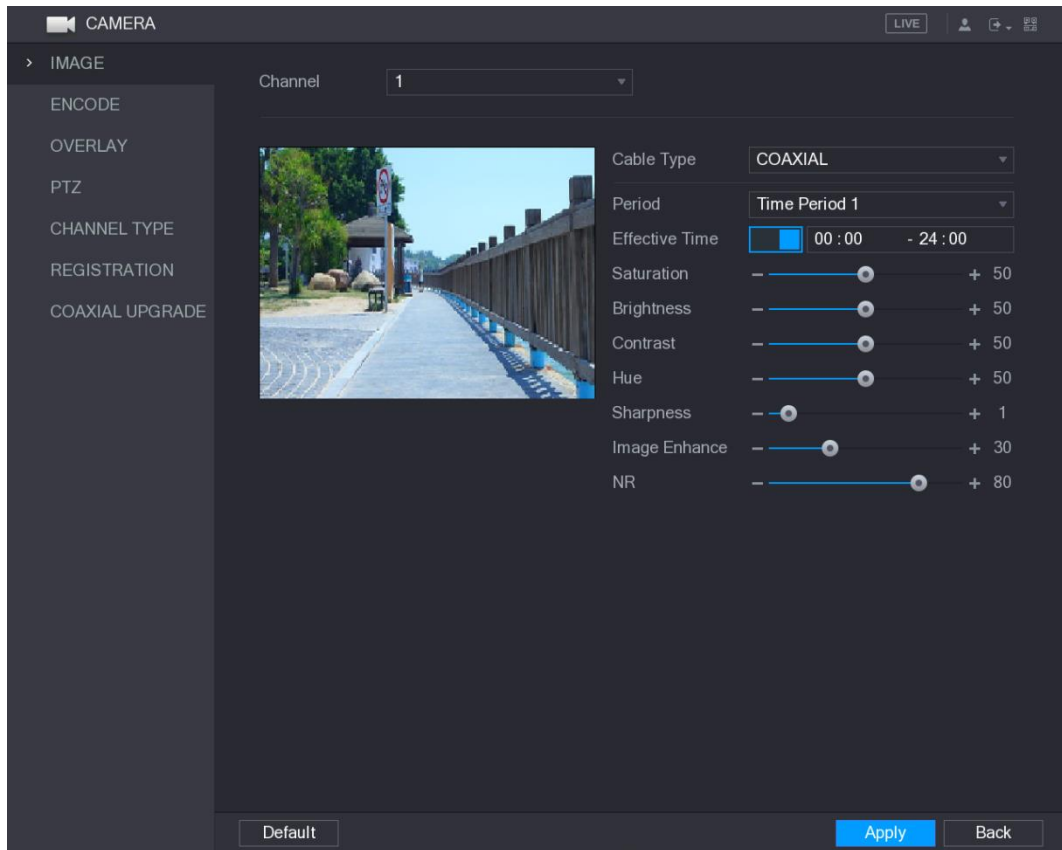 CAMERA
LIVE
IMAGE
ENCODE
OVERLAY
PTZ
CHANNEL TYPE
REGISTRATION
COAXIAL UPGRADE
Channel 1
Cable Type COAXIAL
Period Time Period 1
Effective Time 00 : 00 - 24 : 00
Saturation 50
Brightness 50
Contrast 50
Hue 50
Sharpness 1
Image Enhance 30
NR 80
Default Apply Back